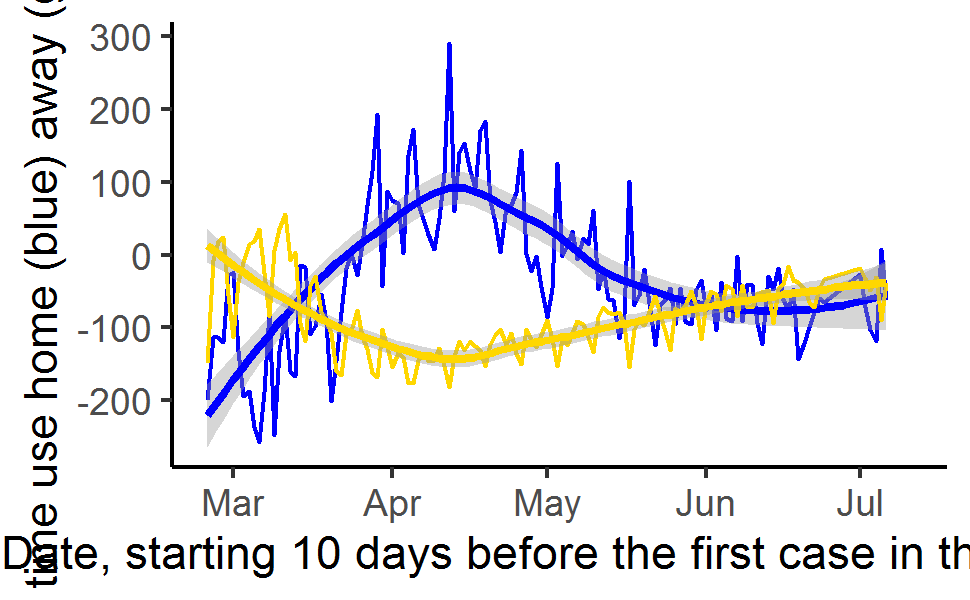 time use home (blue) away (
300
200
100
0
-100
-200
Mar Apr May Jun Jul
Date, starting 10 days before the first case in th